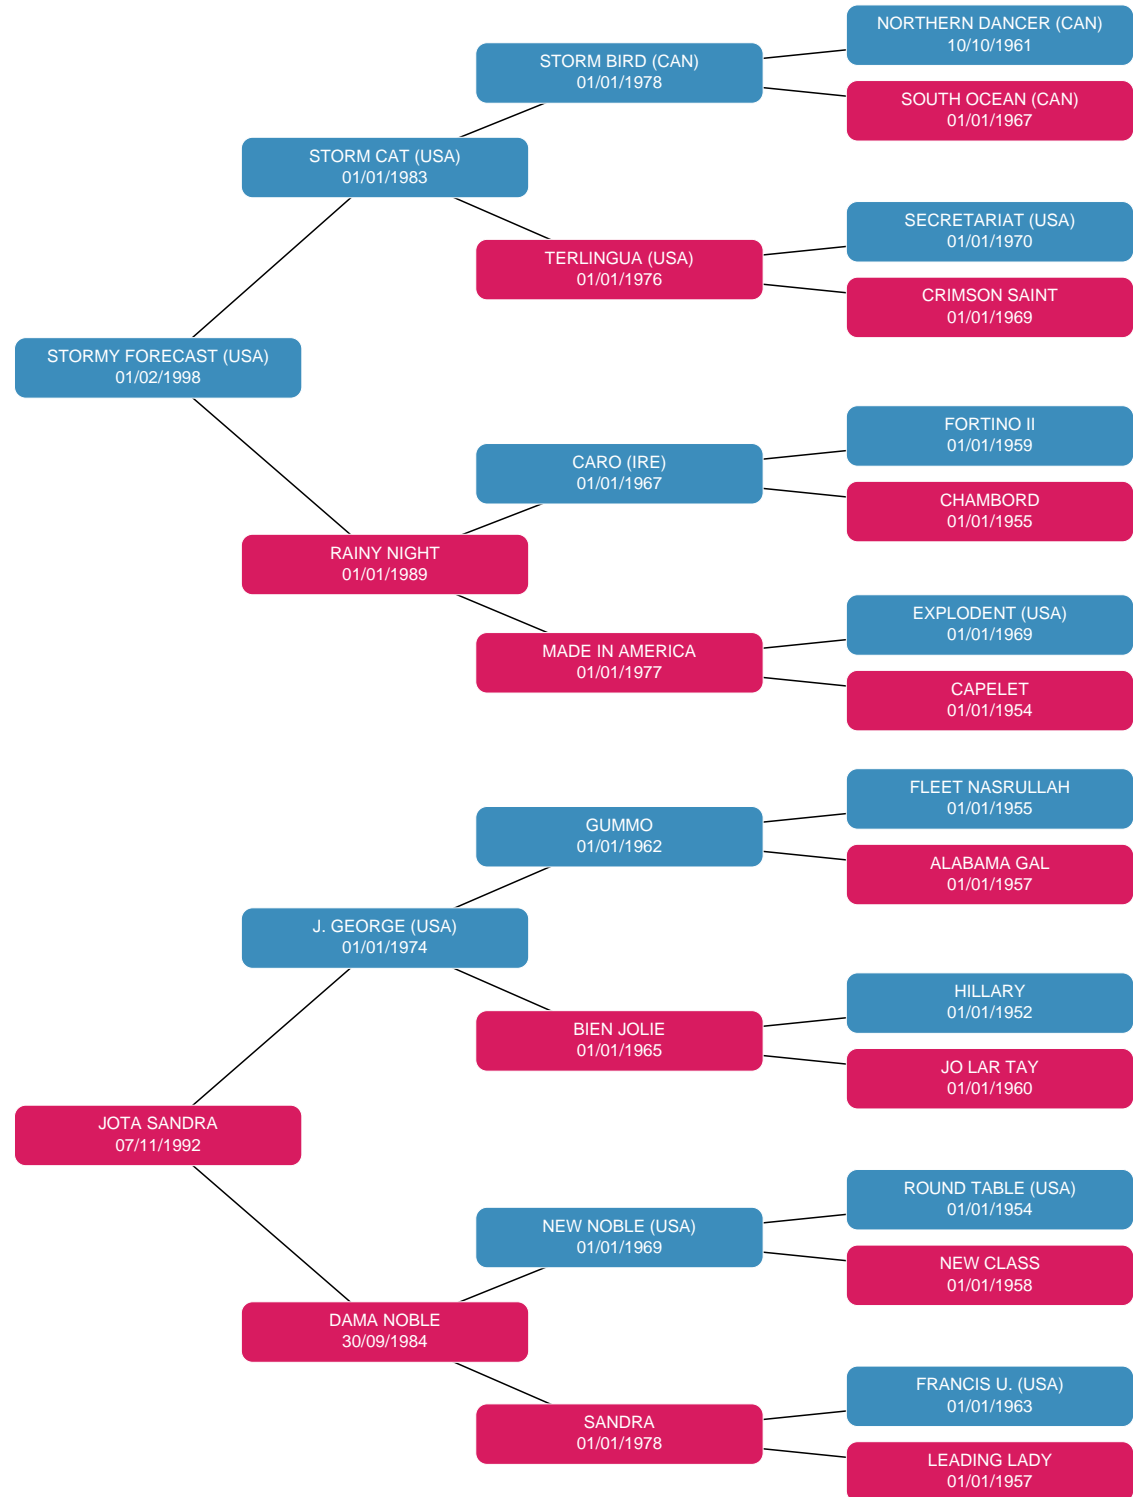 NORTHERN DANCER (CAN)
10/10/1961
STORM BIRD (CAN)
01/01/1978
SOUTH OCEAN (CAN)
01/01/1967
STORM CAT (USA)
01/01/1983
SECRETARIAT (USA)
01/01/1970
TERLINGUA (USA)
01/01/1976
CRIMSON SAINT
01/01/1969
STORMY FORECAST (USA)
01/02/1998
FORTINO II
01/01/1959
CARO (IRE)
01/01/1967
CHAMBORD
01/01/1955
RAINY NIGHT
01/01/1989
EXPLODENT (USA)
01/01/1969
MADE IN AMERICA
01/01/1977
CAPELET
01/01/1954
FLEET NASRULLAH
01/01/1955
GUMMO
01/01/1962
ALABAMA GAL
01/01/1957
J. GEORGE (USA)
01/01/1974
HILLARY
01/01/1952
BIEN JOLIE
01/01/1965
JO LAR TAY
01/01/1960
JOTA SANDRA
07/11/1992
ROUND TABLE (USA)
01/01/1954
NEW NOBLE (USA)
01/01/1969
NEW CLASS
01/01/1958
DAMA NOBLE
30/09/1984
FRANCIS U. (USA)
01/01/1963
SANDRA
01/01/1978
LEADING LADY
01/01/1957